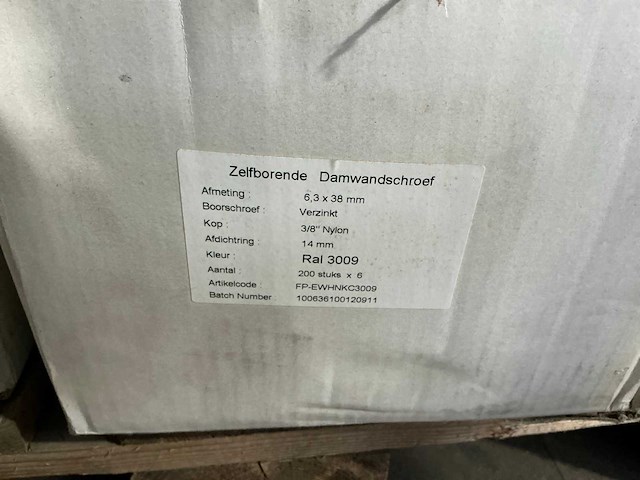 Zelfborende Damwandschroef
Afmeting : 6,3 x 38 mm
Boorschroef : Verzinkt
Kop : 3/8" Nylon
Afdichtring : 14 mm
Kleur : Ral 3009
Aantal : 200 stuks x 6
Artikelcode : FP-EWHNKC3009
Batch Number : 100636100120911